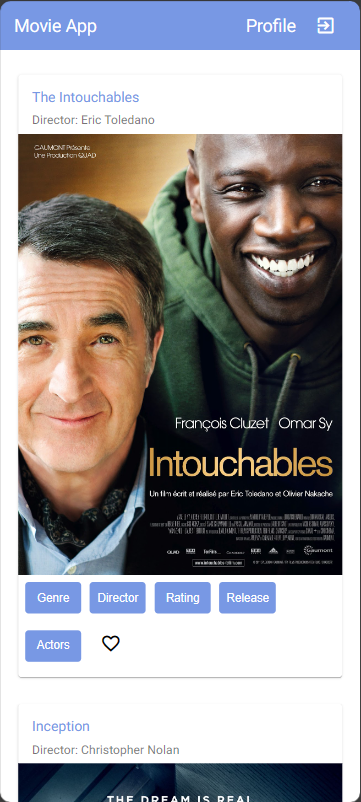 Movie App
Profile
The Intouchables
Director: Eric Toledano
GAUMONT Présente
Une Production QUAD
François Cluzet Omar Sy
Intouchables
Un film écrit et réalisé par Eric Toledano et Olivier Nakache
QUAD
Gaumont
Genre
Director
Rating
Release
Actors
Inception
Director: Christopher Nolan
THE DREAM IS REAL